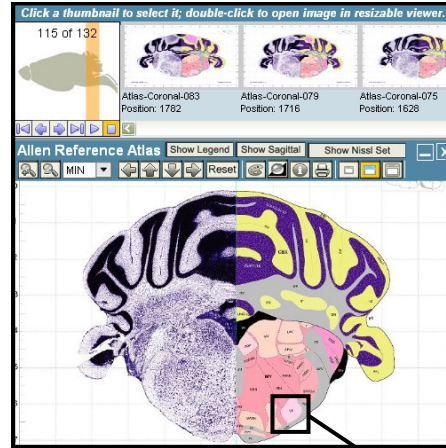 Click a thumbnail to select it; double-click to open image in resizable viewer.
115 of 132
Atlas-Coronal-083
Position: 1782
Atlas-Coronal-079
Position: 1716
Atlas-Coronal-075
Position: 1628
Allen Reference Atlas
Show Legend
Show Sagittal
Show Nissl Set
MIN
Reset
CBX